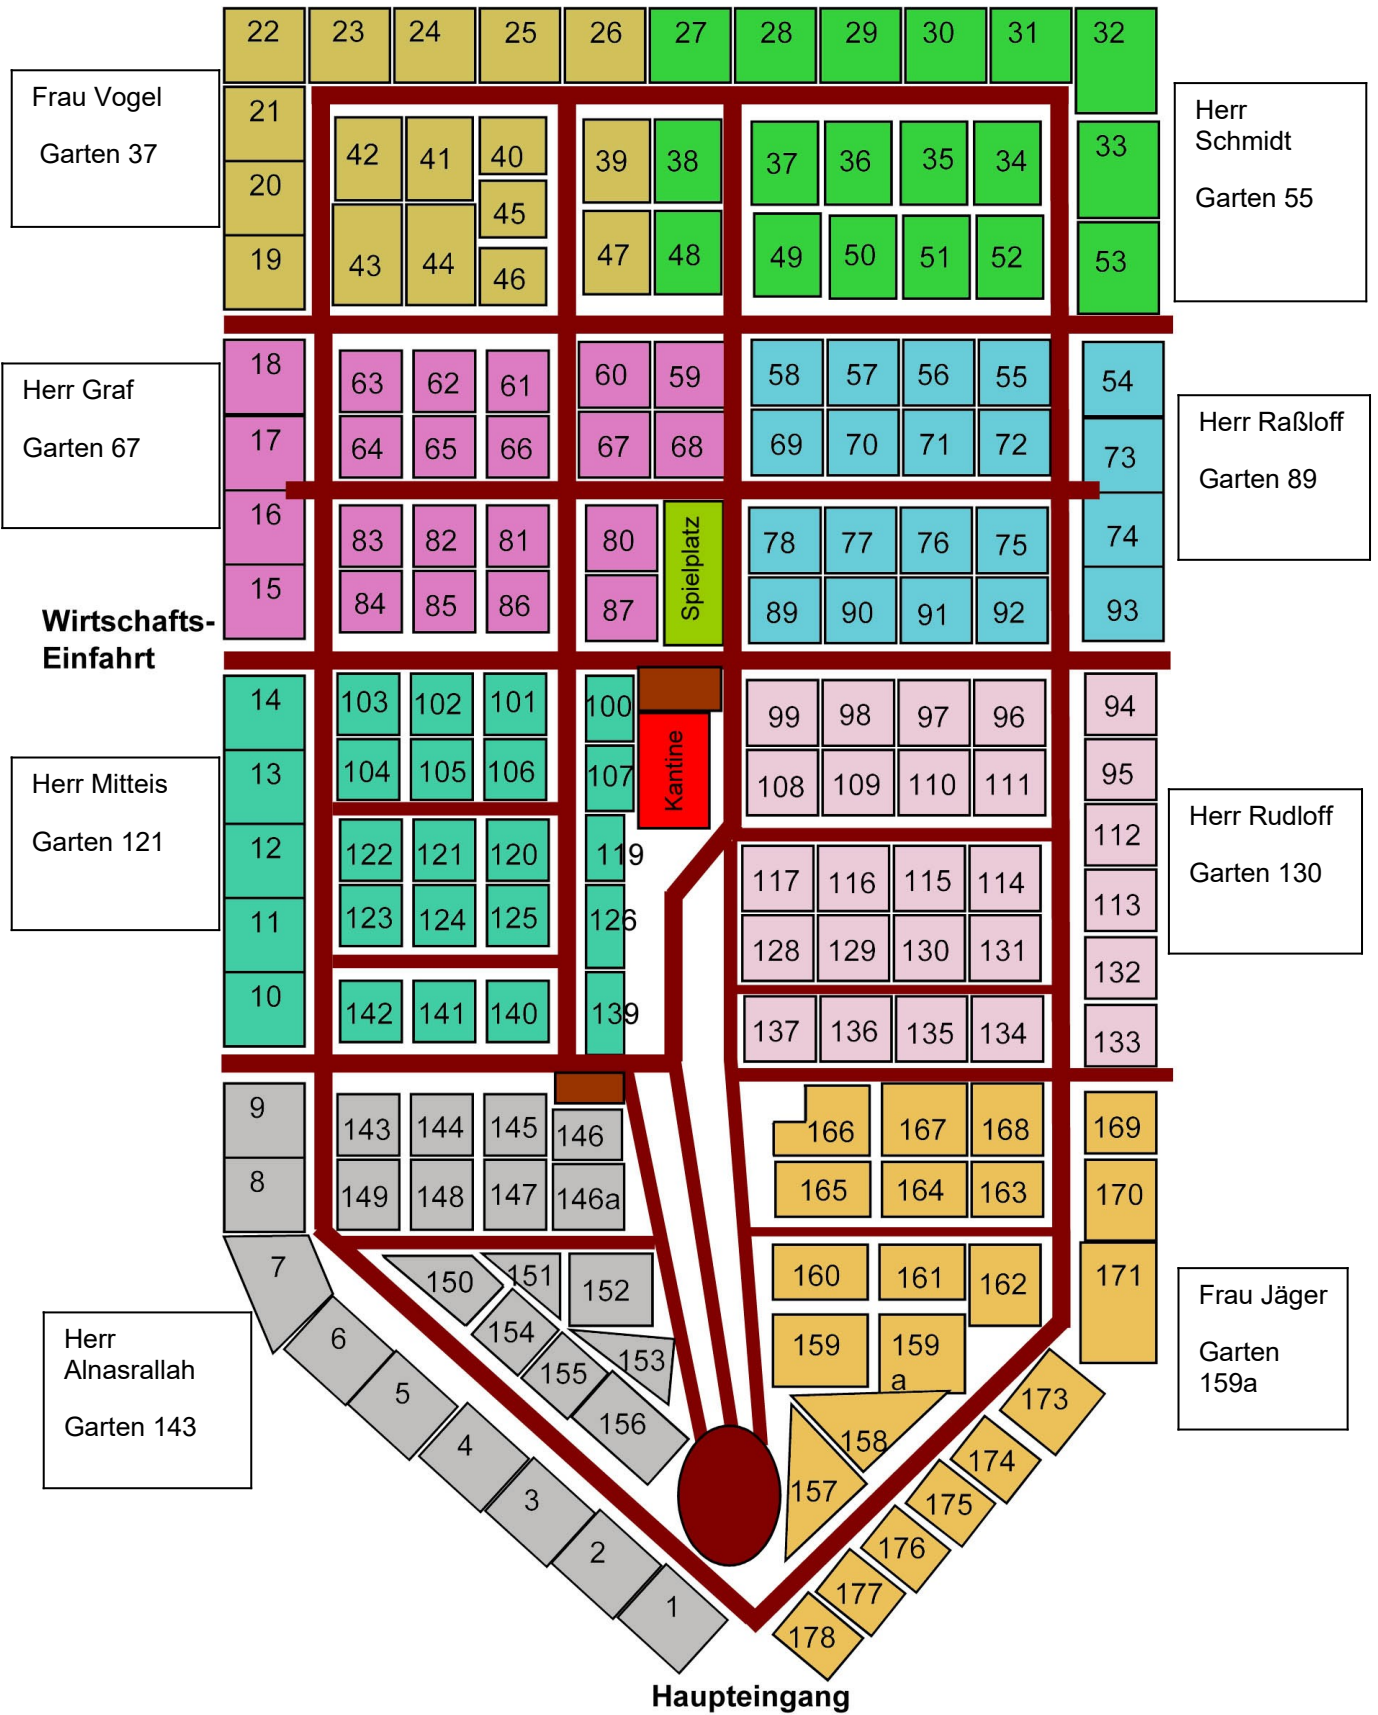 22 23 24 25 26 27 28 29 30 31 32
Frau Vogel
Garten 37
21
20
19
42 41 40
45
43 44 46
39 38
47 48
37 36 35 34
49 50 51 52
33
53
Herr
Schmidt
Garten 55
Herr Graf
Garten 67
18
17
16
15
63 62 61
64 65 66
60 59
67 68
58 57 56 55
69 70 71 72
54
73
74
93
Herr Raßloff
Garten 89
83 82 81
84 85 86
80
87
Spielplatz
78 77 76 75
89 90 91 92
Wirtschafts-
Einfahrt
14
13
12
11
10
Herr Mitteis
Garten 121
103 102 101
104 105 106
100
107
Kantine
99 98 97 96
108 109 110 111
94
95
112
113
132
133
Herr Rudloff
Garten 130
122 121 120
123 124 125
119
126
139
117 116 115 114
128 129 130 131
142 141 140
137 136 135 134
9
8
7
143 144 145 146
149 148 147 146a
166 167 168
165 164 163
169
170
171
150 151 152
154 153
155
156
160 161 162
159 159
a
158
157
Herr
Alnasrallah
Garten 143
6
5
4
3
2
1
173
174
175
176
177
178
Frau Jäger
Garten
159a
Haupteingang